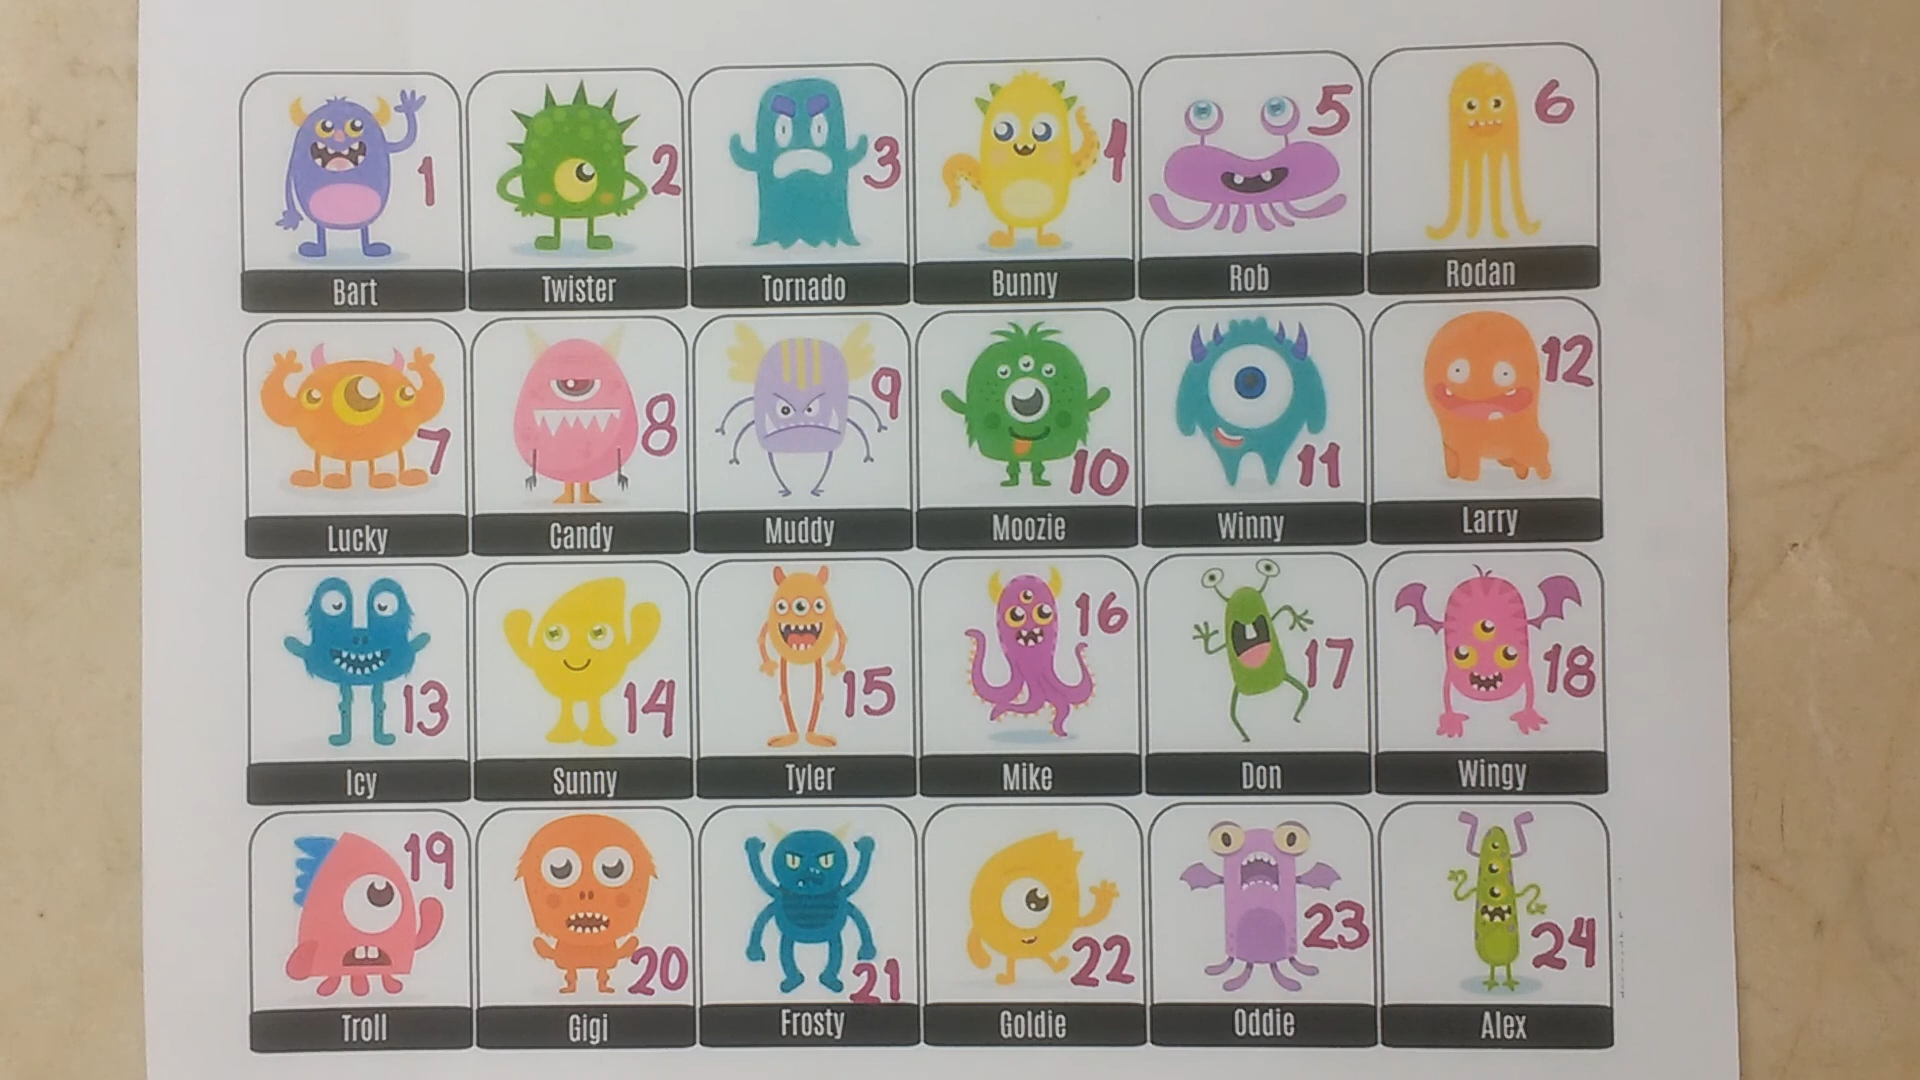 1 2 3 4 5 6
Bart Twister Tornado Bunny Rob Rodan
7 8 9 10 11 12
Lucky Candy Muddy Moozie Winny Larry
13 14 15 16 17 18
Icy Sunny Tyler Mike Don Wingy
19 20 21 22 23 24
Troll Gigi Frosty Goldie Oddie Alex